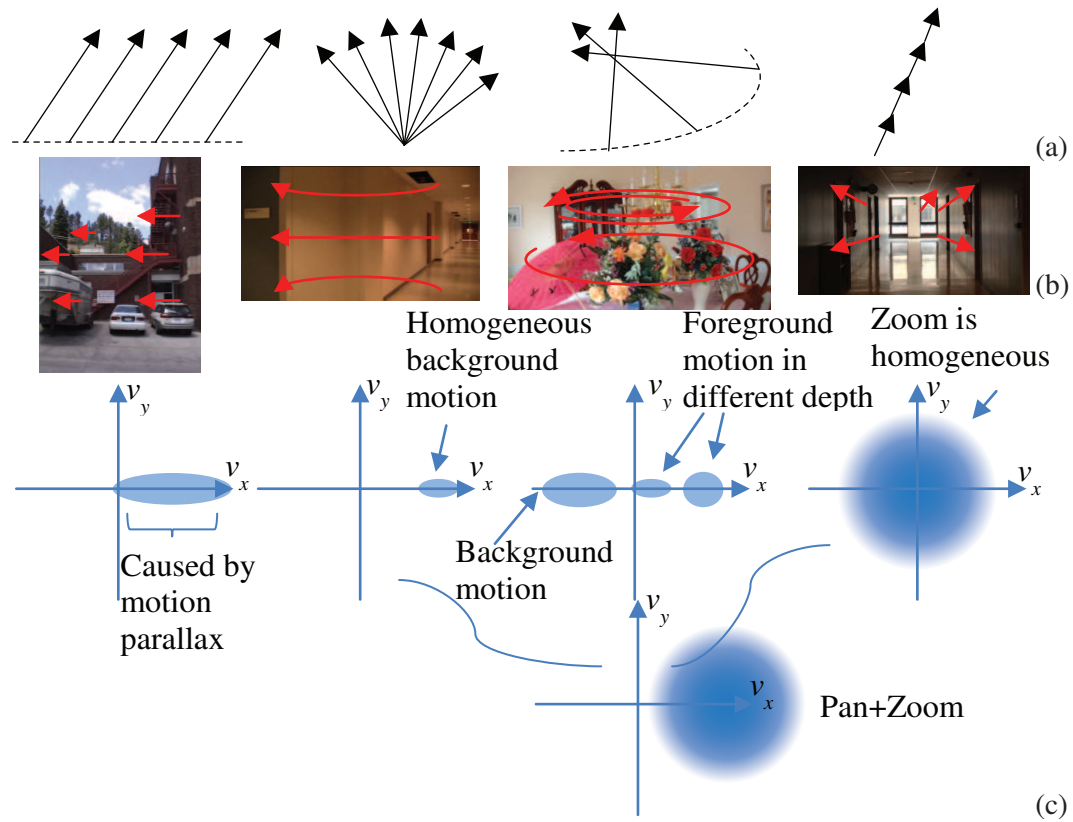 (a)
(b)
Homogeneous
background
motion
Foreground
motion in
different depth
Zoom is
homogeneous
v y
v x
Caused by
motion
parallax
v y
v x
v y
v x
Background
motion
v y
v x
v y
v x
Pan+Zoom
(c)